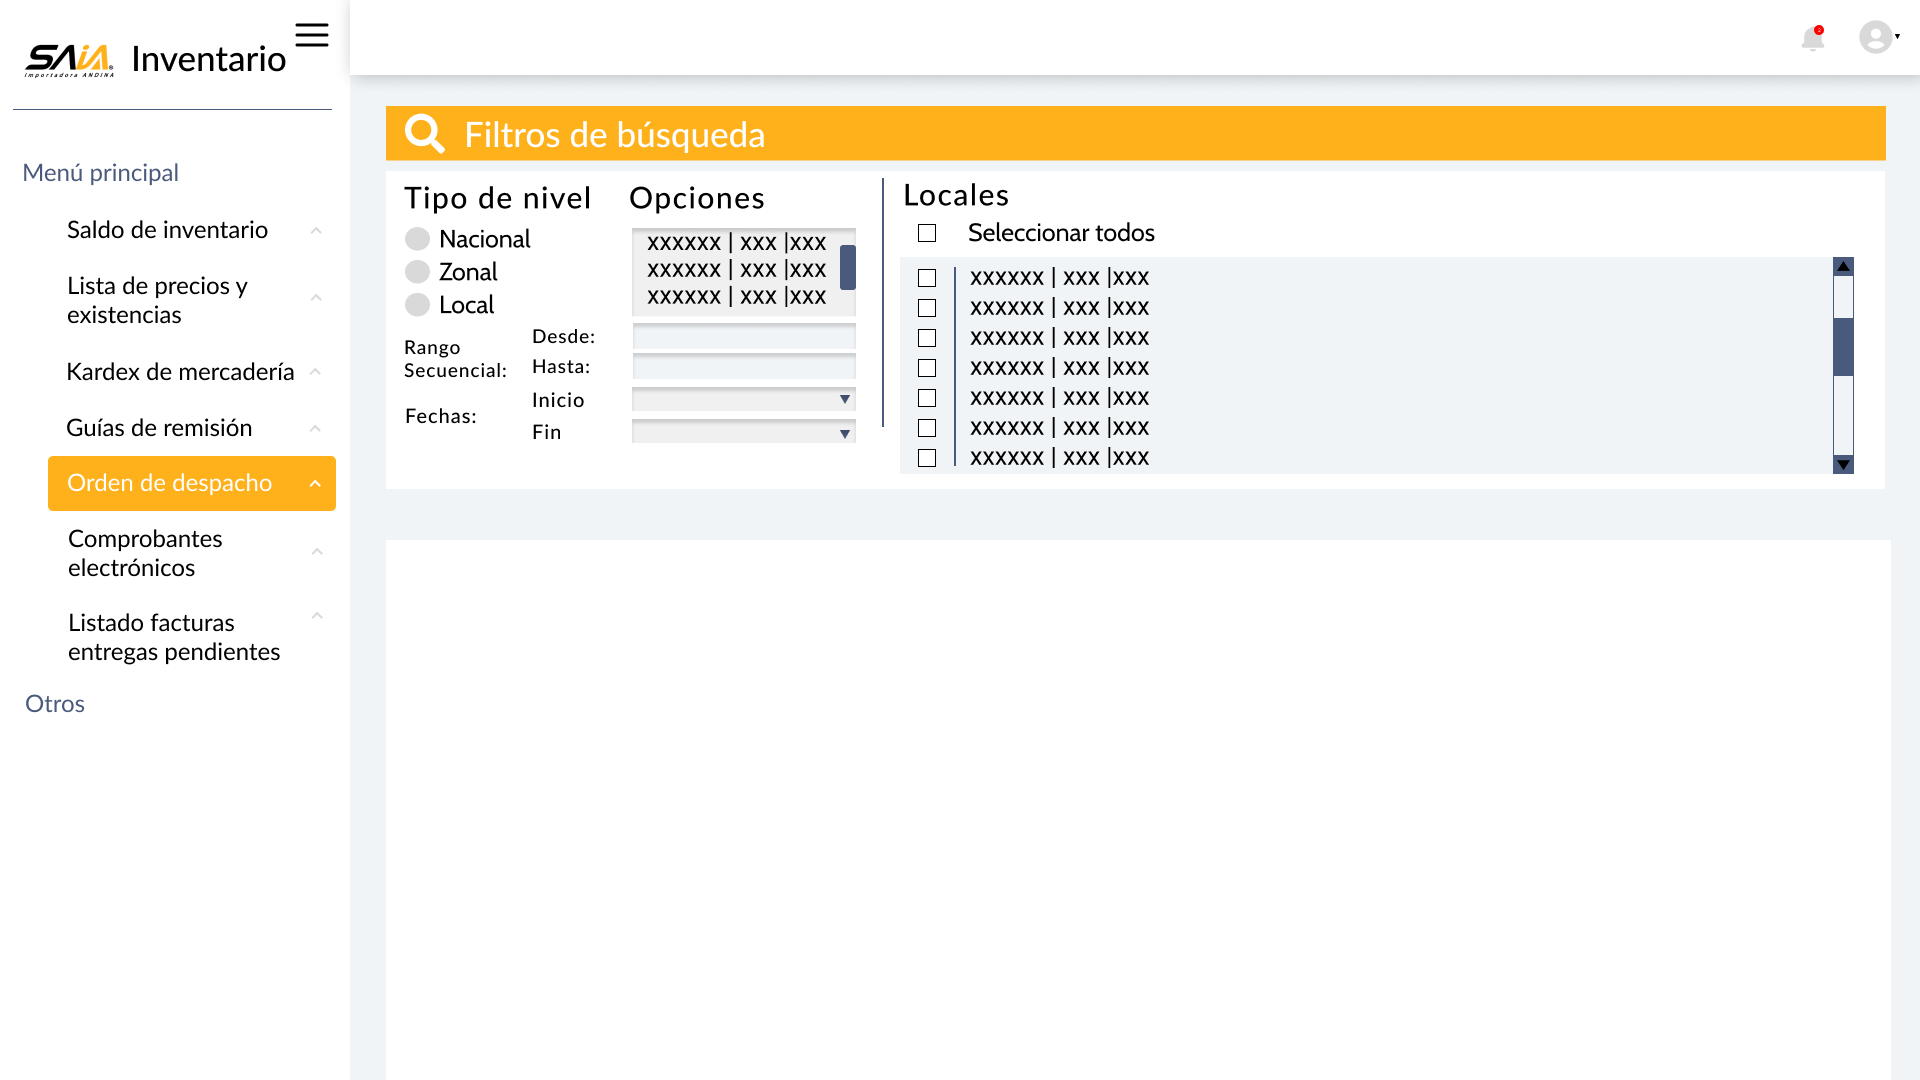 SAiA®
Importadora ANDINA
Inventario
Menú principal
Saldo de inventario
Lista de precios y
existencias
Kardex de mercadería
Guías de remisión
Orden de despacho
Comprobantes
electrónicos
Listado facturas
entregas pendientes
Otros
Filtros de búsqueda
Tipo de nivel
Nacional
Zonal
Local
Opciones
xxxxxx | xxx |xxx
xxxxxx | xxx |xxx
xxxxxx | xxx |xxx
Rango
Secuencial:
Desde:
Hasta:
Fechas:
Inicio
Fin
Locales
Seleccionar todos
xxxxxx | xxx |xxx
xxxxxx | xxx |xxx
xxxxxx | xxx |xxx
xxxxxx | xxx |xxx
xxxxxx | xxx |xxx
xxxxxx | xxx |xxx
xxxxxx | xxx |xxx